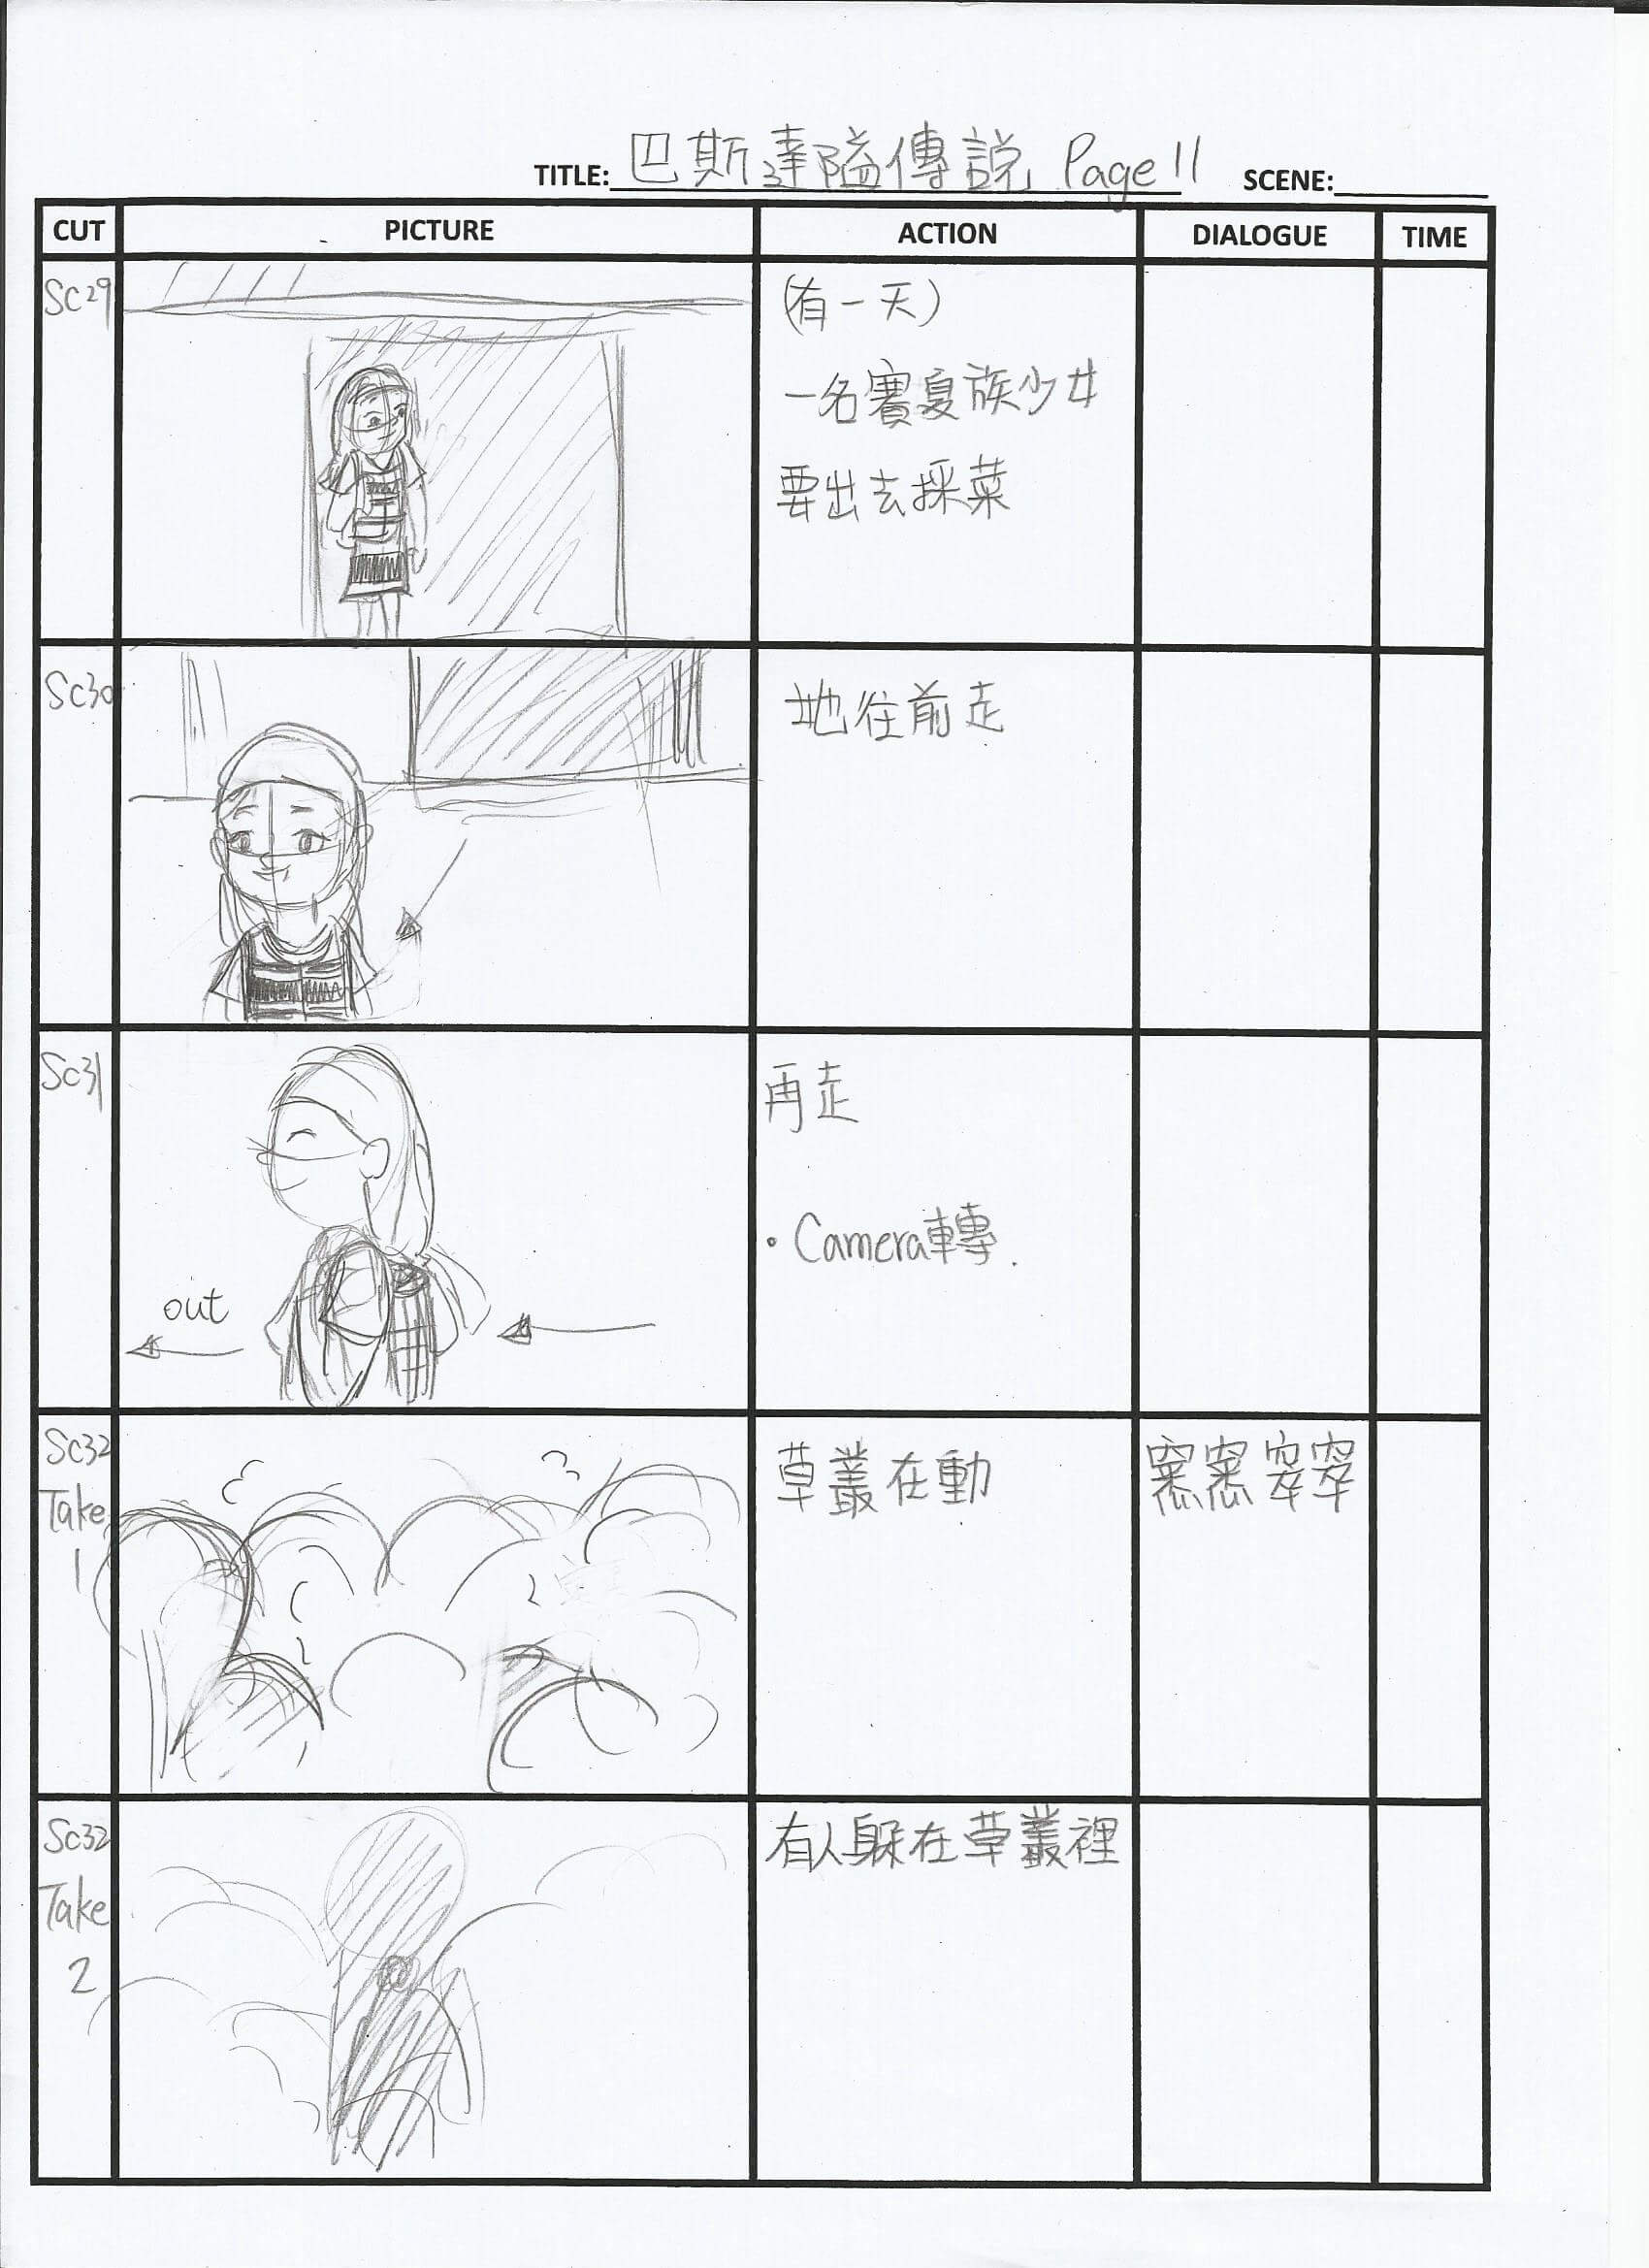 TITLE: 巴斯達隘傳說 Page 11 SCENE:
CUT PICTURE ACTION DIALOGUE TIME
Sc29
(有一天)
一名賽夏族少女
要出去採菜
Sc30
她往前走
Sc31
再走
• Camera轉.
out
Sc32
Take
1
草叢在動
窸窸窣窣
Sc32
Take
2
有人躲在草叢裡